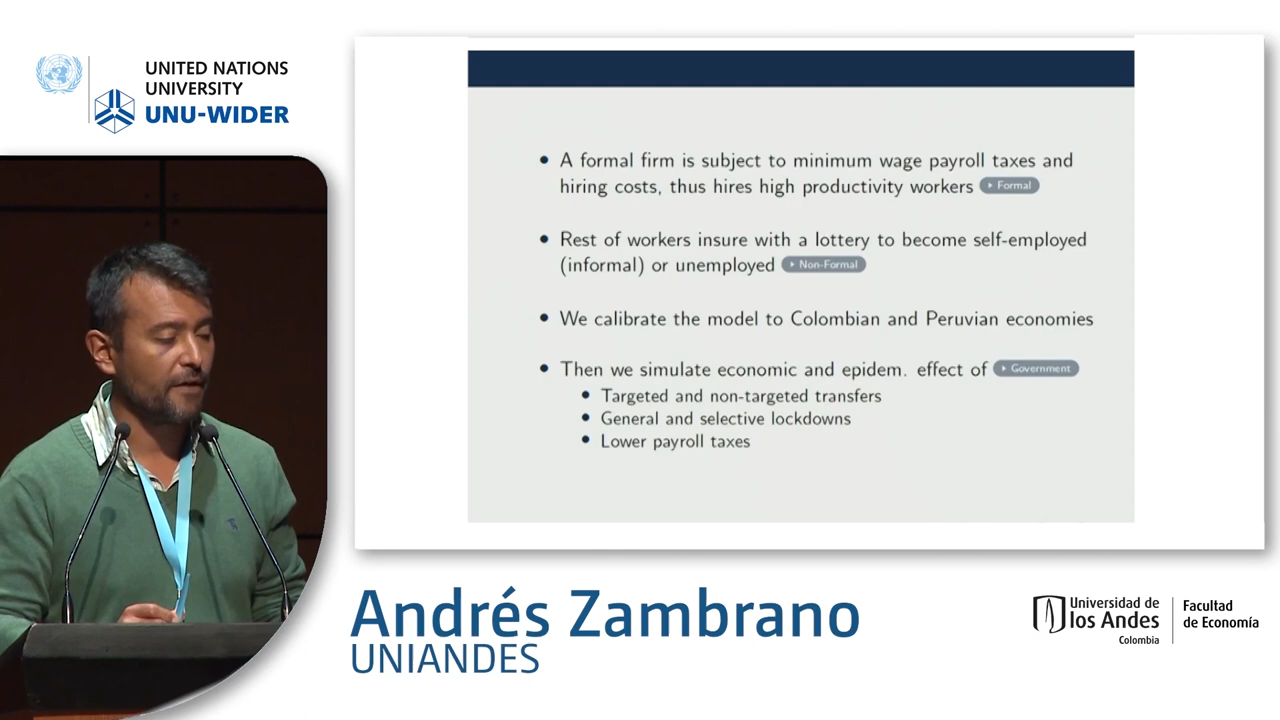 UNITED NATIONS
UNIVERSITY
UNU-WIDER
• A formal firm is subject to minimum wage payroll taxes and
hiring costs, thus hires high productivity workers Formal
• Rest of workers insure with a lottery to become self-employed
(informal) or unemployed Non-Formal
• We calibrate the model to Colombian and Peruvian economies
• Then we simulate economic and epidem. effect of Government
• Targeted and non-targeted transfers
• General and selective lockdowns
• Lower payroll taxes
Andrés Zambrano
UNIANDES
Universidad de
los Andes
Colombia
Facultad
de Economía